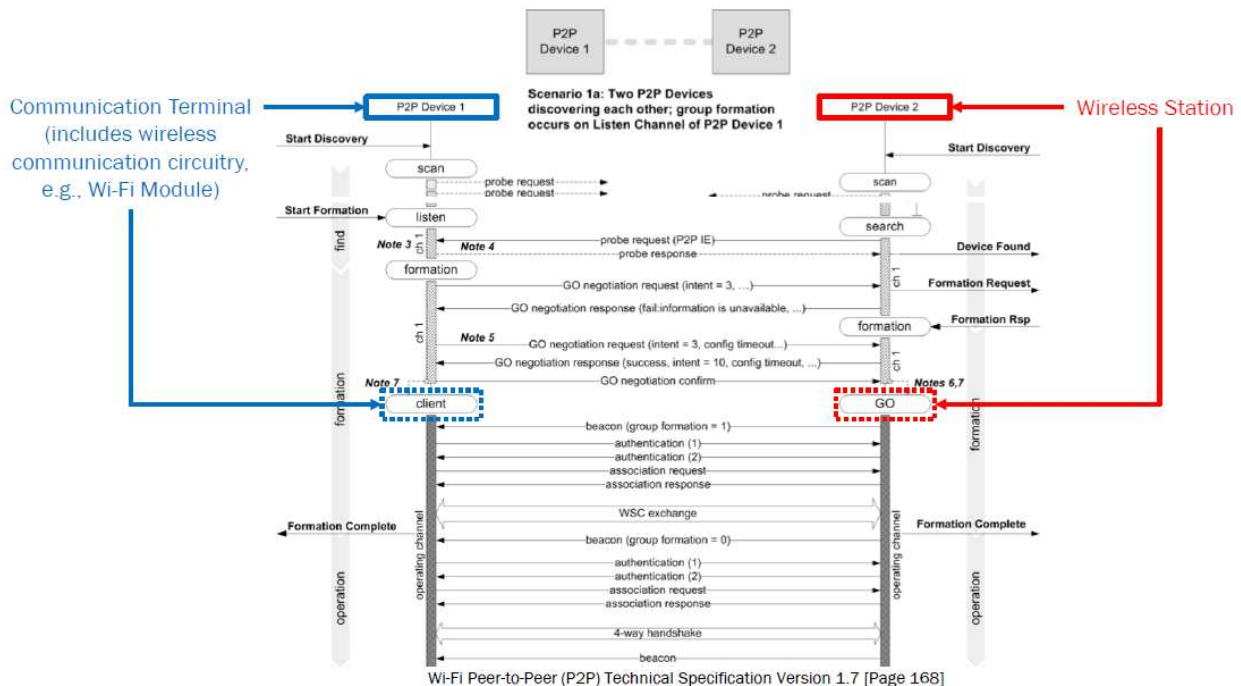 P2P
Device 1
P2P
Device 2
Scenario 1a: Two P2P Devices
discovering each other; group formation
occurs on Listen Channel of P2P Device 1
Communication Terminal
(includes wireless
communication circuitry,
e.g., Wi-Fi Module)
P2P Device 1
P2P Device 2
Wireless Station
Start Discovery
Start Discovery
scan
scan
probe request
probe request
probe request
Start Formation
listen
search
find
Note 3
ch 1
Note 4
probe request (P2P IE)
probe response
Device Found
ch 1
formation
GO negotiation request (intent = 3, ...)
Formation Request
GO negotiation response (fail:information is unavailable, ...)
formation
Formation Rsp
ch 1
Note 5
GO negotiation request (intent = 3, config timeout...)
GO negotiation response (success, intent = 10, config timeout, ...)
ch 1
Note 7
GO negotiation confirm
Notes 6,7
formation
client
GO
formation
beacon (group formation = 1)
authentication (1)
authentication (2)
association request
association response
WSC exchange
Formation Complete
Formation Complete
operating channel
operating channel
beacon (group formation = 0)
authentication (1)
authentication (2)
association request
association response
operation
operation
4-way handshake
beacon
Wi-Fi Peer-to-Peer (P2P) Technical Specification Version 1.7 [Page 168]